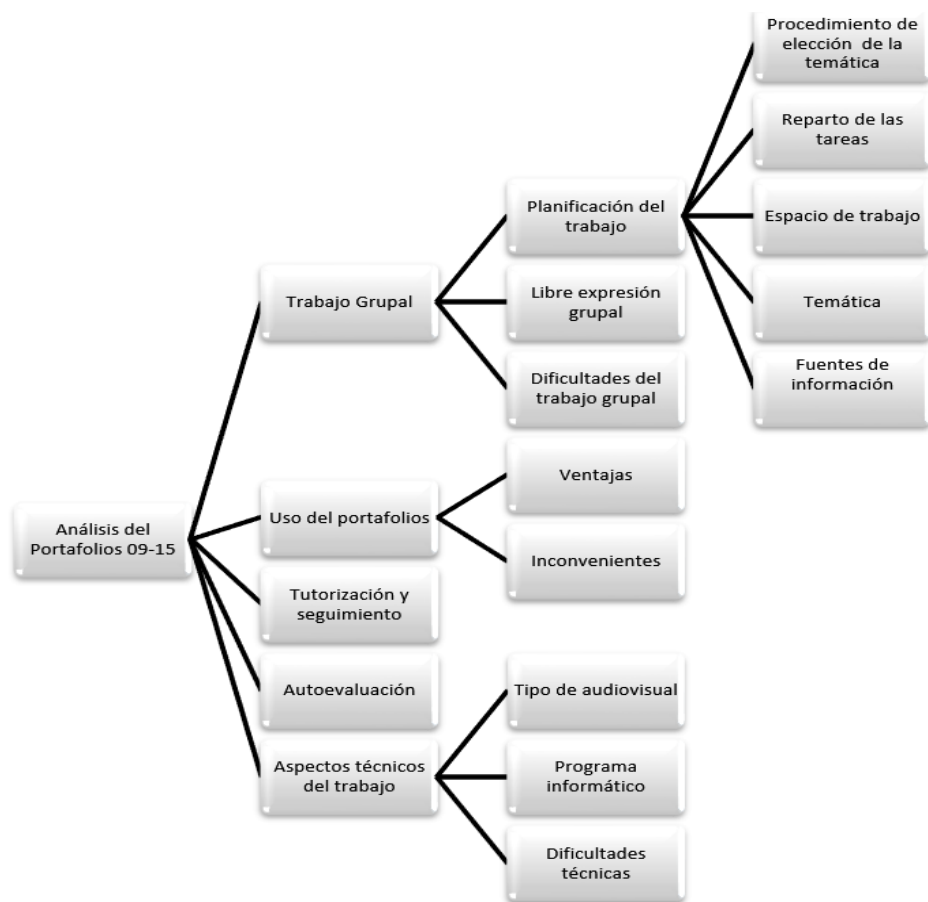 Procedimiento de
elección de la
temática
Reparto de las
tareas
Planificación del
trabajo
Espacio de trabajo
Trabajo Grupal
Libre expresión
grupal
Temática
Dificultades del
trabajo grupal
Fuentes de
información
Análisis del
Portafolios 09-15
Uso del portafolios
Ventajas
Inconvenientes
Tutorización y
seguimiento
Autoevaluación
Aspectos técnicos
del trabajo
Tipo de audiovisual
Programa
informático
Dificultades
técnicas